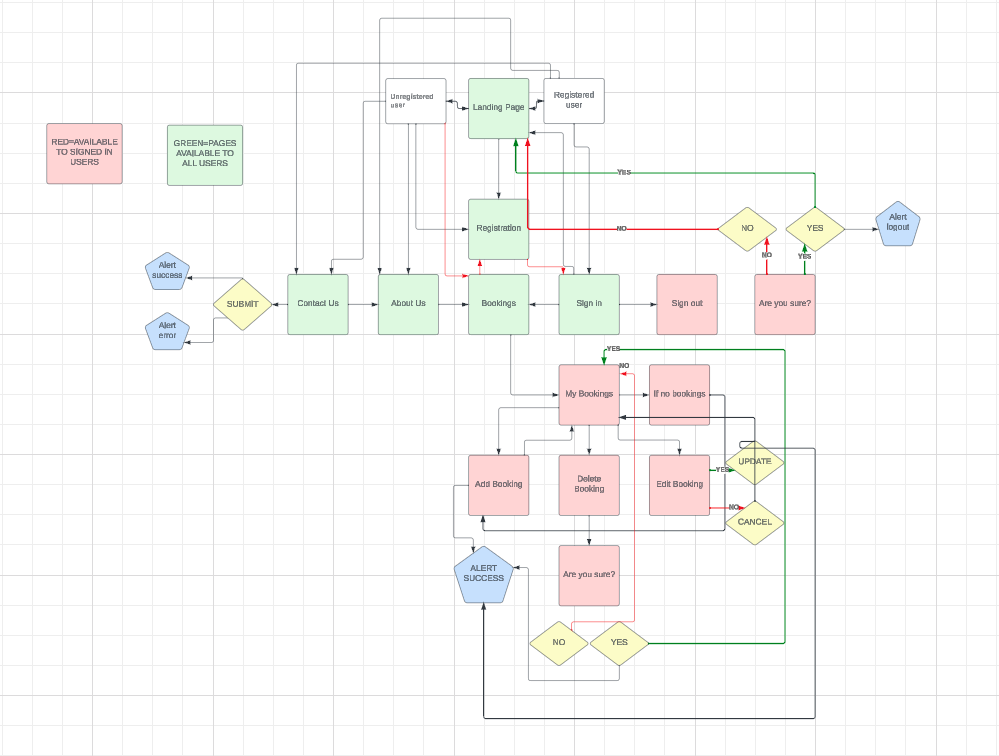 Unregistered
user
Landing Page
Registered
user
RED=AVAILABLE
TO SIGNED IN
USERS
GREEN=PAGES
AVAILABLE TO
ALL USERS
YES
Registration
NO
NO
YES
Alert
logout
NO
YES
Alert
success
SUBMIT
Contact Us
About Us
Bookings
Sign in
Sign out
Are you sure?
Alert
error
YES
NO
My Bookings
If no bookings
UPDATE
YES
Add Booking
Delete
Booking
Edit Booking
NO
CANCEL
ALERT
SUCCESS
Are you sure?
NO
YES